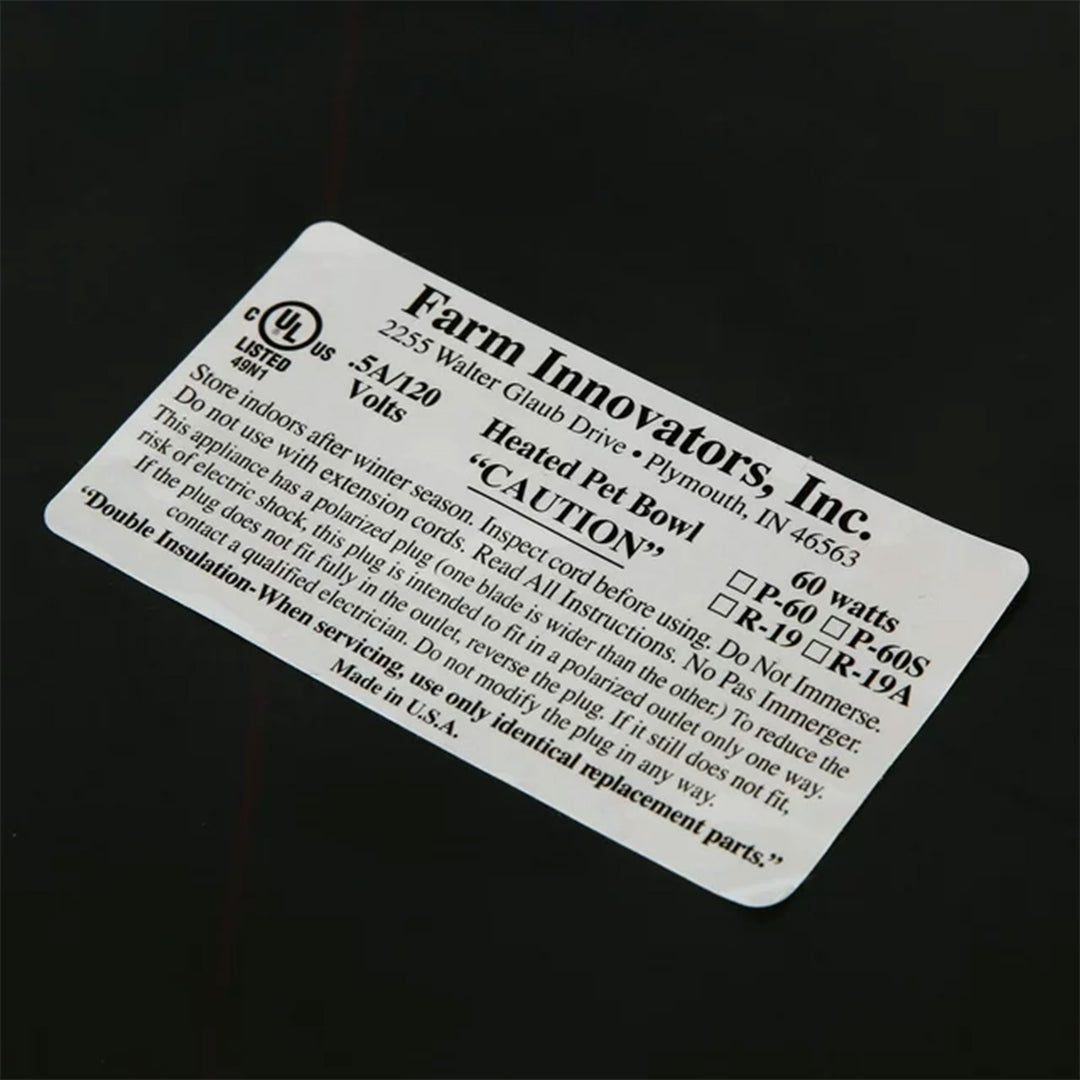 Farm Innovators, Inc.
2255 Walter Glaub Drive • Plymouth, IN 46563
C UL ® US
LISTED
49N1
.5A/120
Volts
Heated Pet Bowl
“CAUTION”
60 watts
☐ P-60 ☐ P-60S
☐ R-19 ☐ R-19A
Store indoors after winter season. Inspect cord before using. Do Not Immerse.
Do not use with extension cords. Read All Instructions. No Pas Immerger.
This appliance has a polarized plug (one blade is wider than the other.) To reduce the
risk of electric shock, this plug is intended to fit in a polarized outlet only one way.
If the plug does not fit fully in the outlet, reverse the plug. If it still does not fit,
contact a qualified electrician. Do not modify the plug in any way.
“Double Insulation- When servicing, use only identical replacement parts.”
Made in U.S.A.